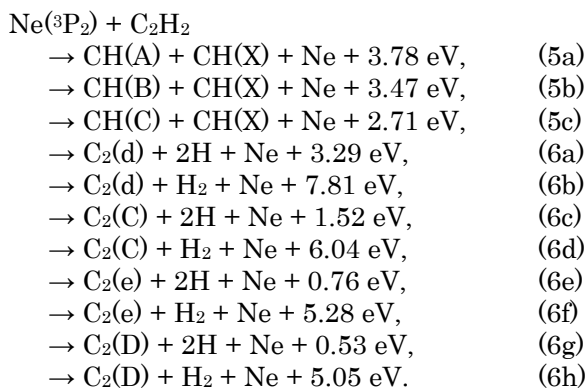 Ne(³P₂) + C₂H₂
→ CH(A) + CH(X) + Ne + 3.78 eV, (5a)
→ CH(B) + CH(X) + Ne + 3.47 eV, (5b)
→ CH(C) + CH(X) + Ne + 2.71 eV, (5c)
→ C₂(d) + 2H + Ne + 3.29 eV, (6a)
→ C₂(d) + H₂ + Ne + 7.81 eV, (6b)
→ C₂(C) + 2H + Ne + 1.52 eV, (6c)
→ C₂(C) + H₂ + Ne + 6.04 eV, (6d)
→ C₂(e) + 2H + Ne + 0.76 eV, (6e)
→ C₂(e) + H₂ + Ne + 5.28 eV, (6f)
→ C₂(D) + 2H + Ne + 0.53 eV, (6g)
→ C₂(D) + H₂ + Ne + 5.05 eV. (6h)